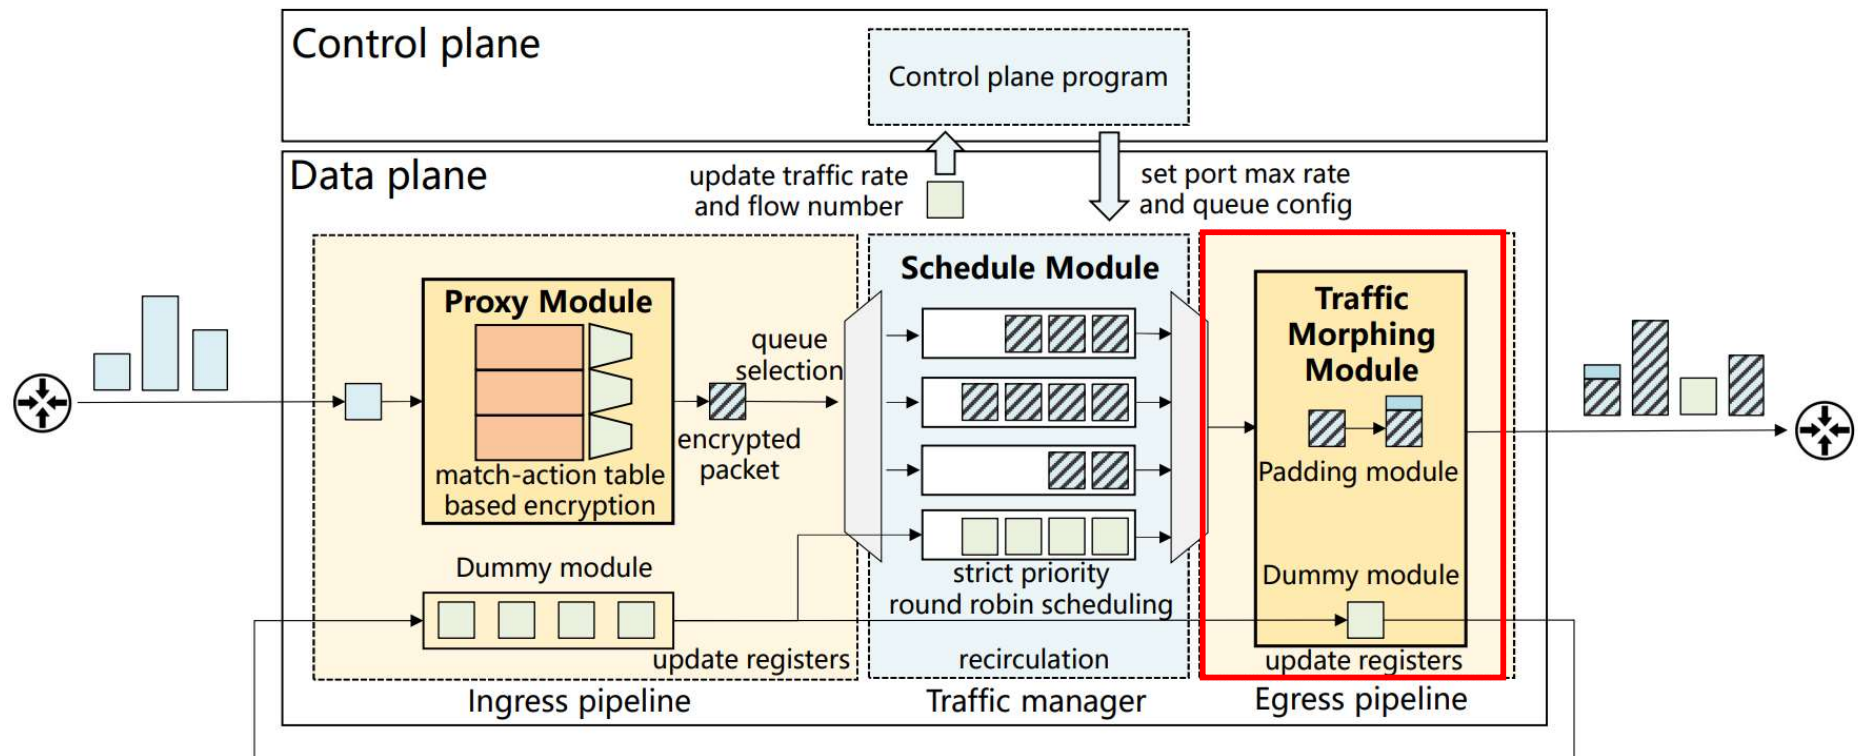 Control plane
Control plane program
Data plane
update traffic rate
and flow number
set port max rate
and queue config
Proxy Module
match-action table
based encryption
queue
selection
encrypted
packet
Dummy module
update registers
Ingress pipeline
Schedule Module
strict priority
round robin scheduling
recirculation
Traffic manager
Traffic
Morphing
Module
Padding module
Dummy module
update registers
Egress pipeline